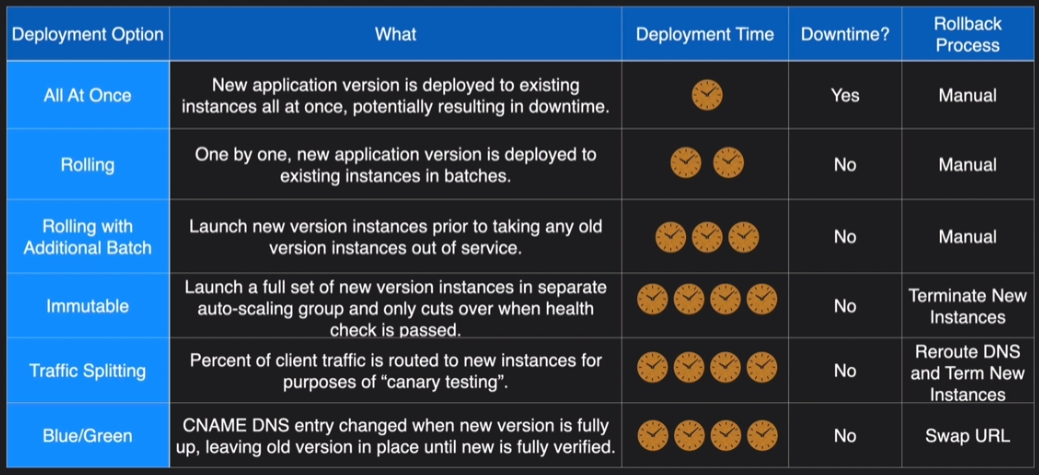 Deployment Option
What
Deployment Time
Downtime?
Rollback
Process
All At Once
New application version is deployed to existing
instances all at once, potentially resulting in downtime.
Yes
Manual
Rolling
One by one, new application version is deployed to
existing instances in batches.
No
Manual
Rolling with
Additional Batch
Launch new version instances prior to taking any old
version instances out of service.
No
Manual
Immutable
Launch a full set of new version instances in separate
auto-scaling group and only cuts over when health
check is passed.
No
Terminate New
Instances
Traffic Splitting
Percent of client traffic is routed to new instances for
purposes of “canary testing”.
No
Reroute DNS
and Term New
Instances
Blue/Green
CNAME DNS entry changed when new version is fully
up, leaving old version in place until new is fully verified.
No
Swap URL